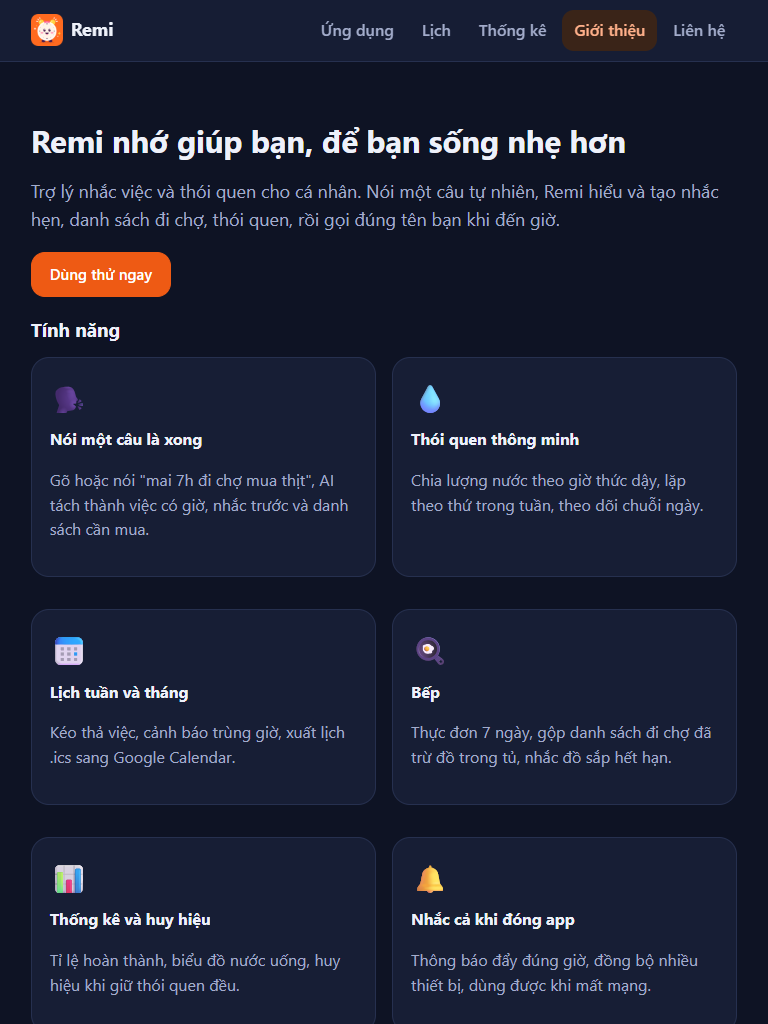 Remi
Ứng dụng
Lịch
Thống kê
Giới thiệu
Liên hệ
Remi nhớ giúp bạn, để bạn sống nhẹ hơn
Trợ lý nhắc việc và thói quen cho cá nhân. Nói một câu tự nhiên, Remi hiểu và tạo nhắc
hẹn, danh sách đi chợ, thói quen, rồi gọi đúng tên bạn khi đến giờ.
Dùng thử ngay
Tính năng
Nói một câu là xong
Gõ hoặc nói "mai 7h đi chợ mua thịt", AI
tách thành việc có giờ, nhắc trước và danh
sách cần mua.
Thói quen thông minh
Chia lượng nước theo giờ thức dậy, lặp
theo thứ trong tuần, theo dõi chuỗi ngày.
Lịch tuần và tháng
Kéo thả việc, cảnh báo trùng giờ, xuất lịch
.ics sang Google Calendar.
Bếp
Thực đơn 7 ngày, gộp danh sách đi chợ đã
trừ đồ trong tủ, nhắc đồ sắp hết hạn.
Thống kê và huy hiệu
Tỉ lệ hoàn thành, biểu đồ nước uống, huy
hiệu khi giữ thói quen đều.
Nhắc cả khi đóng app
Thông báo đẩy đúng giờ, đồng bộ nhiều
thiết bị, dùng được khi mất mạng.